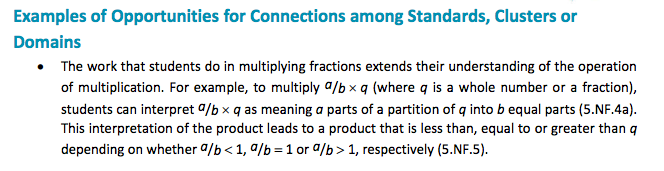 Examples of Opportunities for Connections among Standards, Clusters or
Domains
• The work that students do in multiplying fractions extends their understanding of the operation
of multiplication. For example, to multiply a/b × q (where q is a whole number or a fraction),
students can interpret a/b × q as meaning a parts of a partition of q into b equal parts (5.NF.4a).
This interpretation of the product leads to a product that is less than, equal to or greater than q
depending on whether a/b < 1, a/b = 1 or a/b > 1, respectively (5.NF.5).